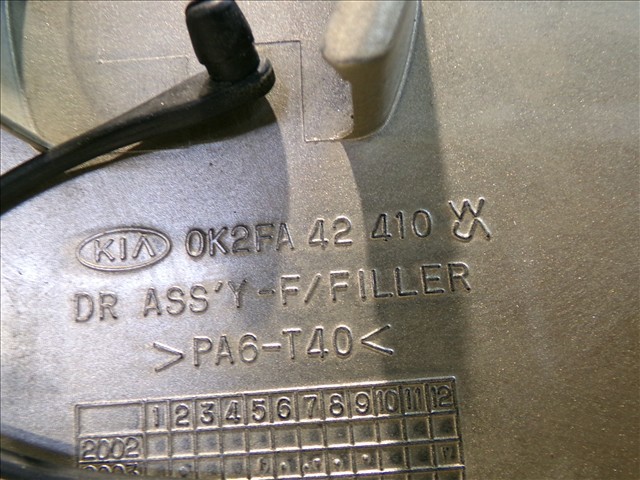 KIA 0K2FA 42 410
DR ASS'Y-F/FILLER
>PA6-T40<
1 2 3 4 5 6 7 8 9 10 11 12
2002
2003